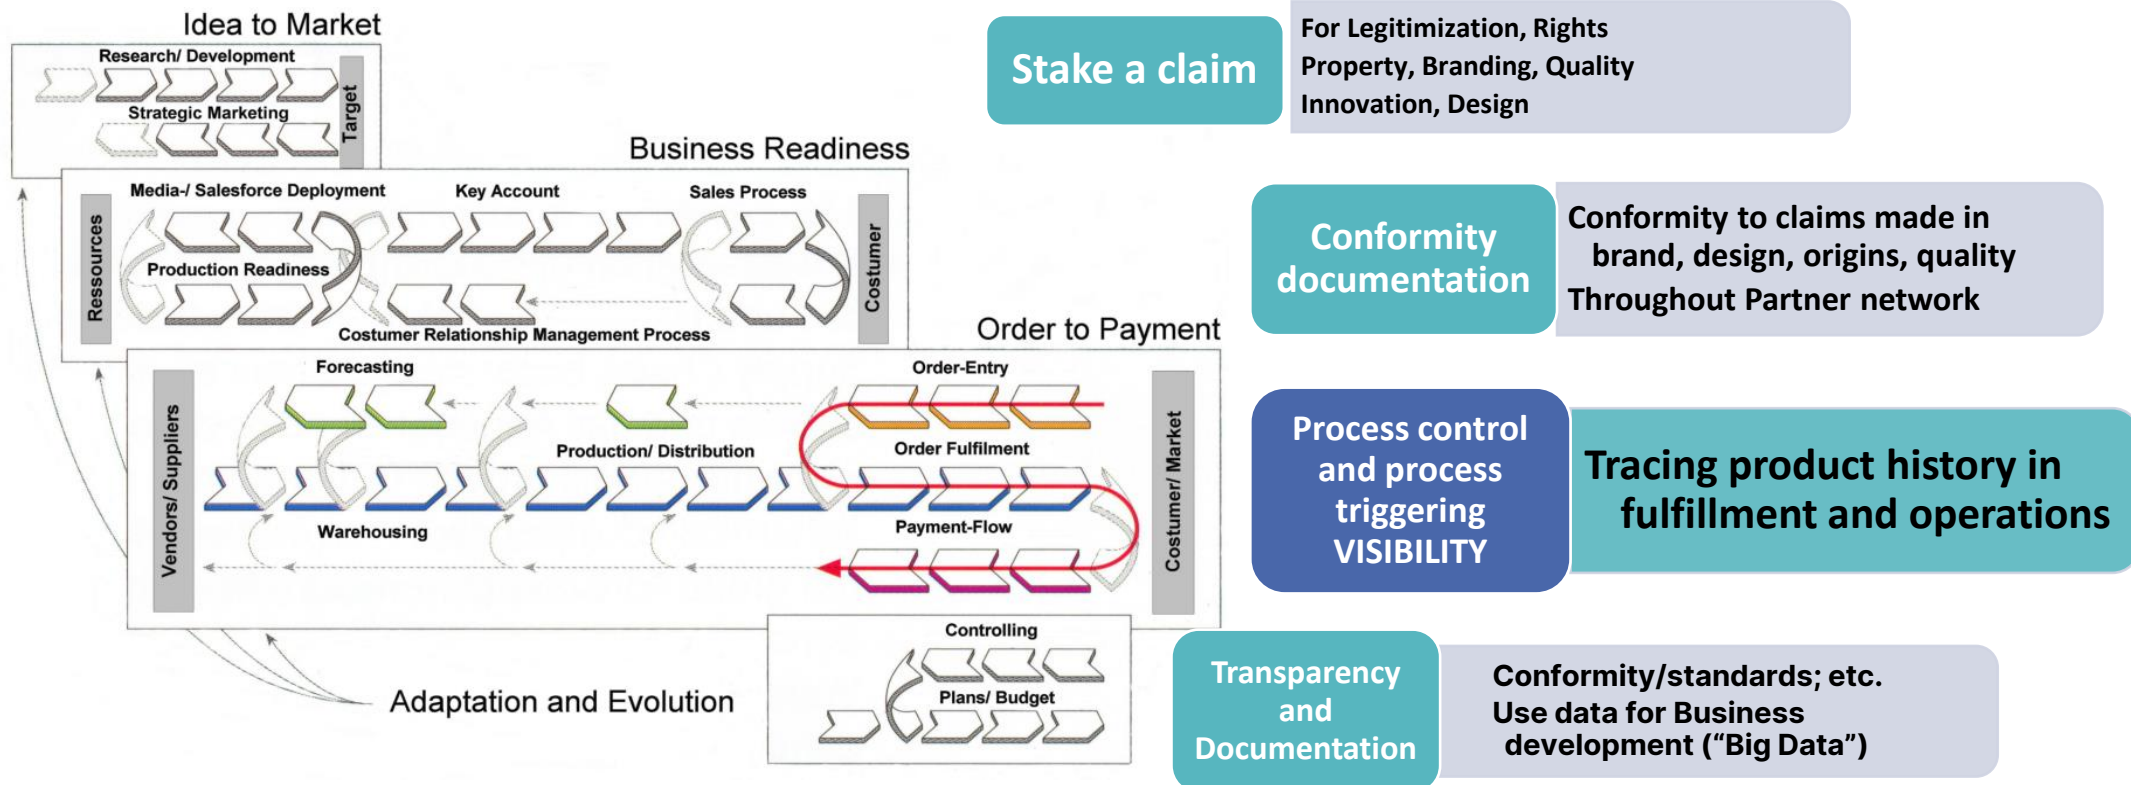 Idea to Market
Research/ Development
Strategic Marketing
Target
Business Readiness
Media-/ Salesforce Deployment
Key Account
Sales Process
Ressources
Production Readiness
Costumer
Costumer Relationship Management Process
Order to Payment
Forecasting
Order-Entry
Vendors/ Suppliers
Production/ Distribution
Order Fulfilment
Costumer/ Market
Warehousing
Payment-Flow
Controlling
Plans/ Budget
Adaptation and Evolution
Stake a claim
For Legitimization, Rights
Property, Branding, Quality
Innovation, Design
Conformity
documentation
Conformity to claims made in
brand, design, origins, quality
Throughout Partner network
Process control
and process
triggering
VISIBILITY
Tracing product history in
fulfillment and operations
Transparency
and
Documentation
Conformity/standards; etc.
Use data for Business
development (“Big Data”)